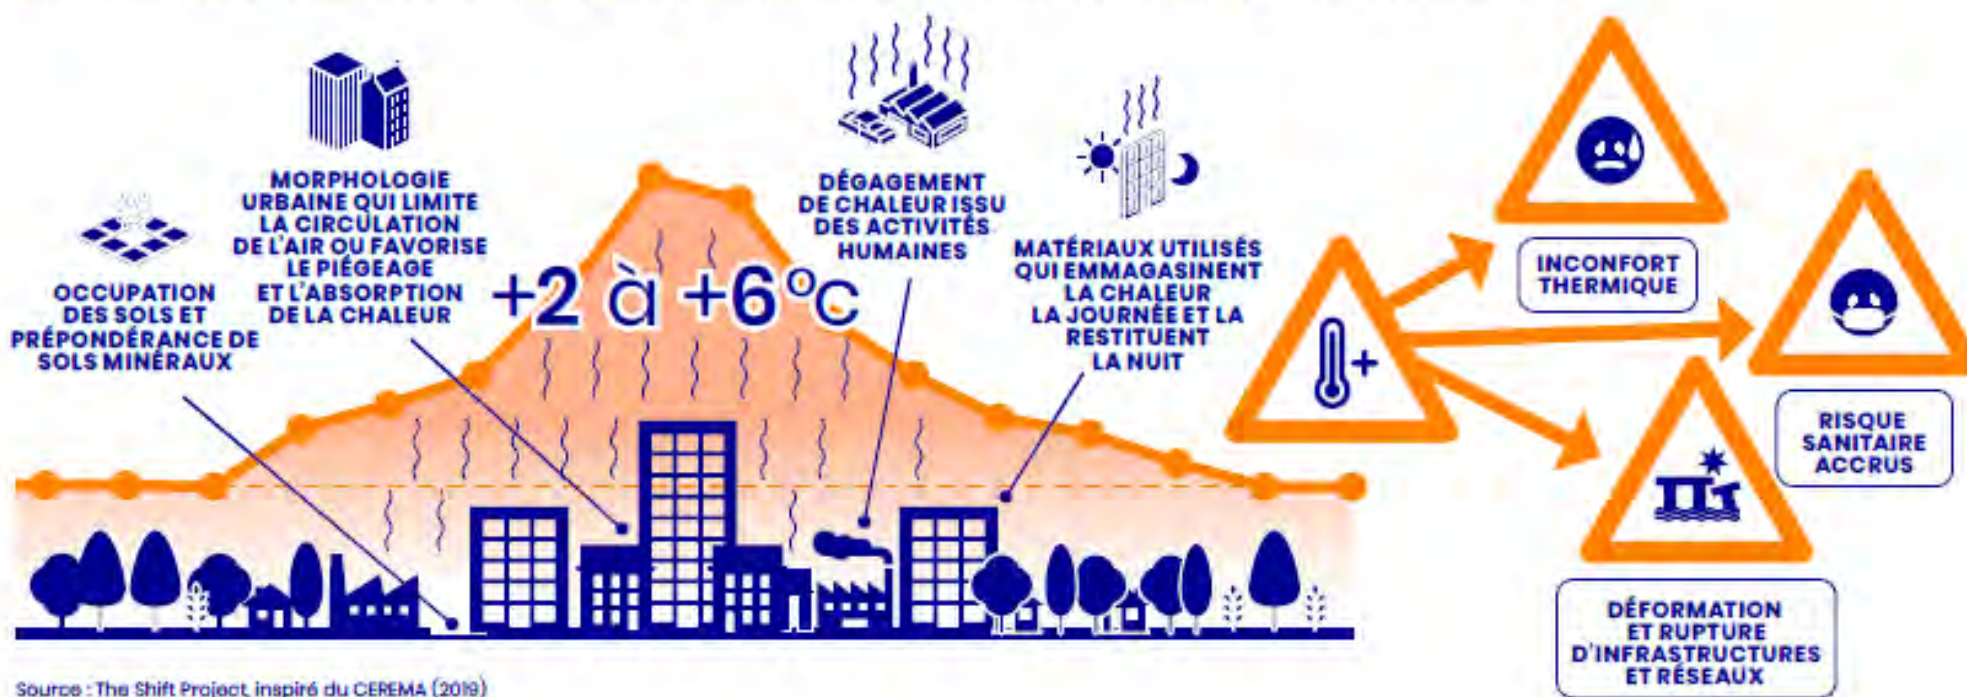 MORPHOLOGIE
URBAINE QUI LIMITE
LA CIRCULATION
DE L'AIR OU FAVORISE
LE PIÉGEAGE
ET L'ABSORPTION
DE LA CHALEUR
OCCUPATION
DES SOLS ET
PRÉPONDÉRANCE DE
SOLS MINÉRAUX
+2 à +6°C
DÉGAGEMENT
DE CHALEUR ISSU
DES ACTIVITÉS
HUMAINES
MATÉRIAUX UTILISÉS
QUI EMMAGASINENT
LA CHALEUR
LA JOURNÉE ET LA
RESTITUENT
LA NUIT
+
INCONFORT
THERMIQUE
RISQUE
SANITAIRE
ACCRUS
DÉFORMATION
ET RUPTURE
D'INFRASTRUCTURES
ET RÉSEAUX
Source : The Shift Project, inspiré du CEREMA (2019)